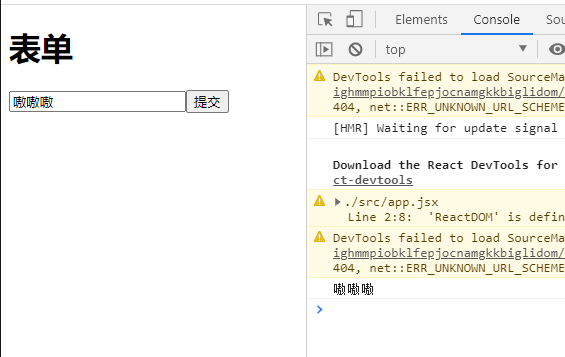 表单
嗷嗷嗷 提交
Elements Console Sou
top
DevTools failed to load SourceMa
ighmmpiobklfepjocnamgkkbiglidom/
404, net::ERR_UNKNOWN_URL_SCHEME
[HMR] Waiting for update signal
Download the React DevTools for
ct-devtools
./src/app.jsx
Line 2:8: 'ReactDOM' is defin
DevTools failed to load SourceMa
ighmmpiobklfepjocnamgkkbiglidom/
404, net::ERR_UNKNOWN_URL_SCHEME
嗷嗷嗷